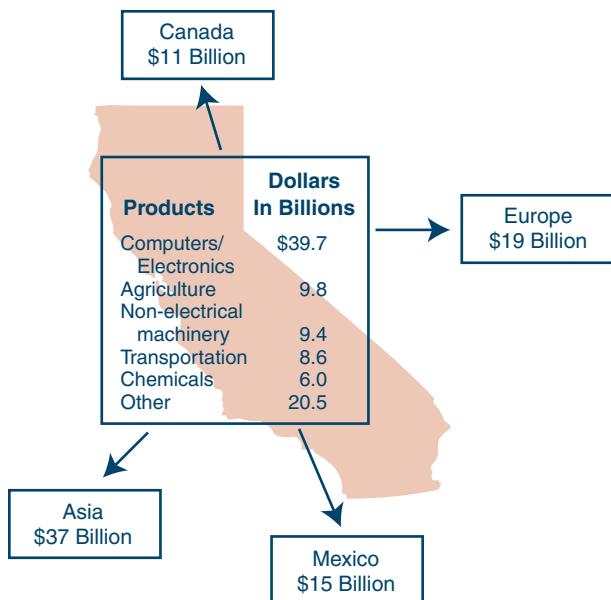 Canada
$11 Billion
Products
Dollars
In Billions
Computers/
Electronics
$39.7
Agriculture 9.8
Non-electrical
machinery 9.4
Transportation 8.6
Chemicals 6.0
Other 20.5
Europe
$19 Billion
Asia
$37 Billion
Mexico
$15 Billion